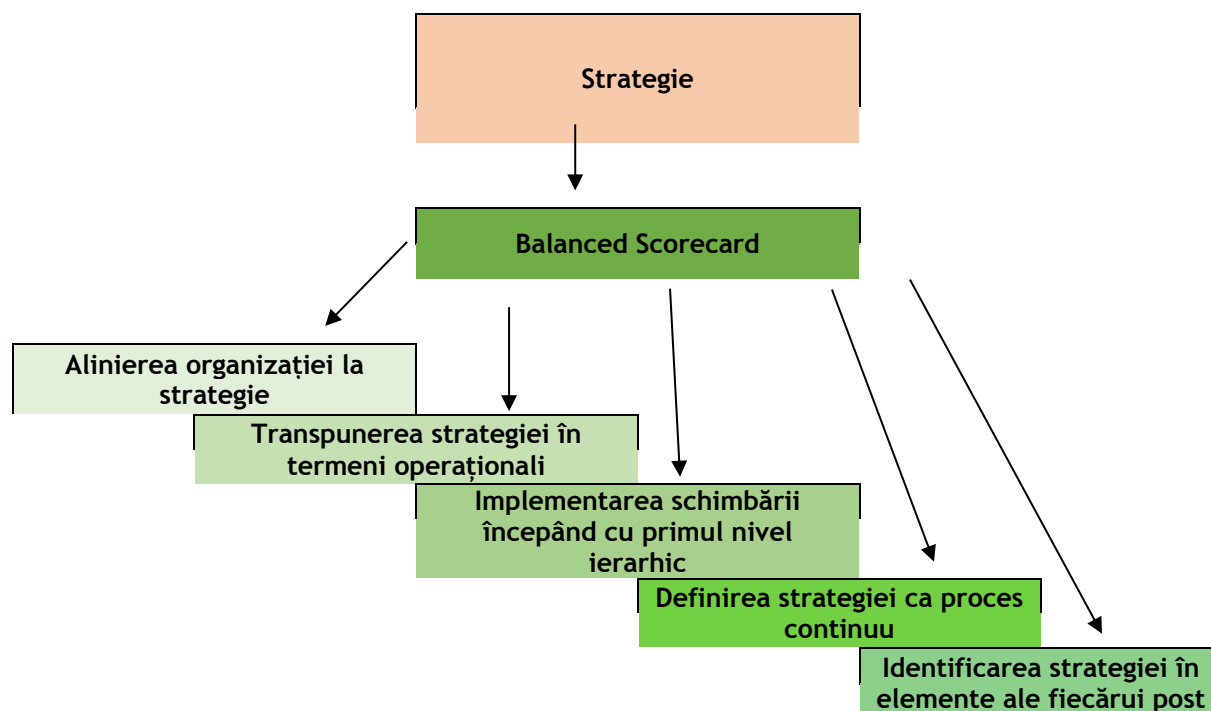 Strategie
Balanced Scorecard
Alinierea organizației la
strategie
Transpunerea strategiei în
termeni operaționali
Implementarea schimbării
începând cu primul nivel
ierarhic
Definirea strategiei ca proces
continuu
Identificarea strategiei în
elemente ale fiecărui post